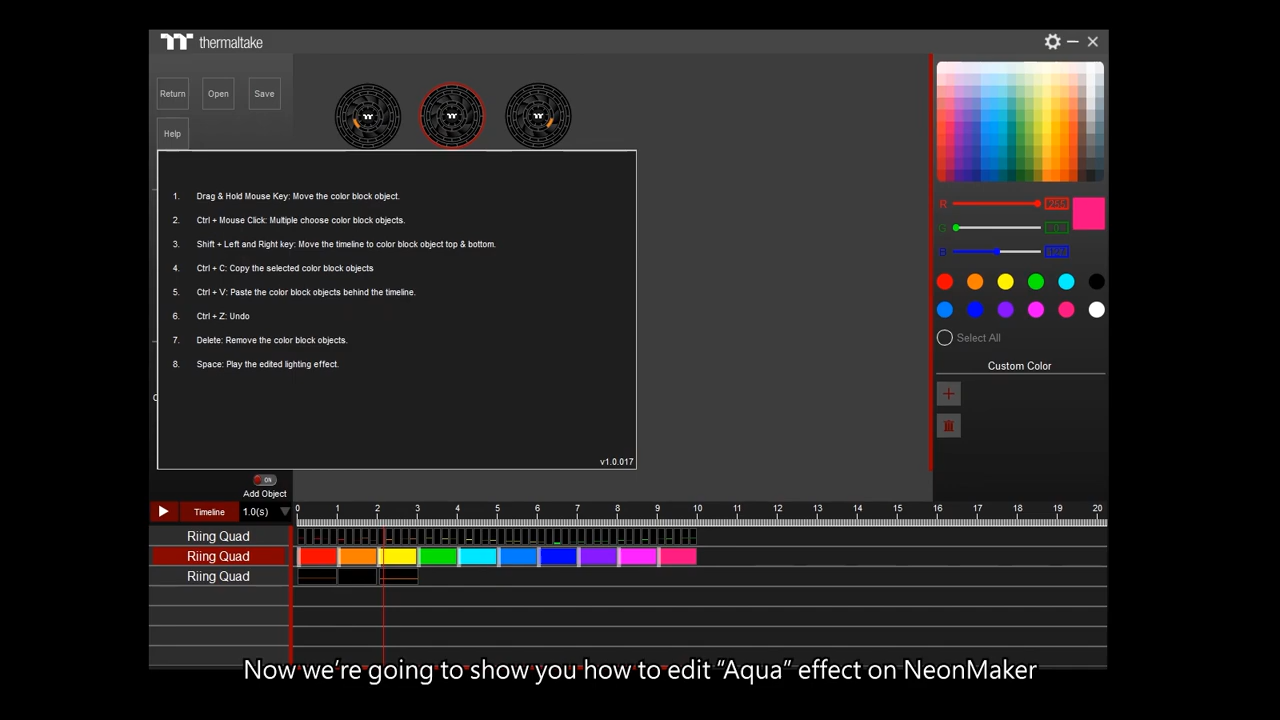 thermaltake
Return
Open
Save
Help
1. Drag & Hold Mouse Key: Move the color block object.
2. Ctrl + Mouse Click: Multiple choose color block objects.
3. Shift + Left and Right key: Move the timeline to color block object top & bottom.
4. Ctrl + C: Copy the selected color block objects
5. Ctrl + V: Paste the color block objects behind the timeline.
6. Ctrl + Z: Undo
7. Delete: Remove the color block objects.
8. Space: Play the edited lighting effect.
v1.0.017
R 255
G 0
B 127
Select All
Custom Color
ON
Add Object
Timeline 1.0(s) 0 1 2 3 4 5 6 7 8 9 10 11 12 13 14 15 16 17 18 19 20
Riing Quad
Riing Quad
Riing Quad
Now we’re going to show you how to edit “Aqua” effect on NeonMaker